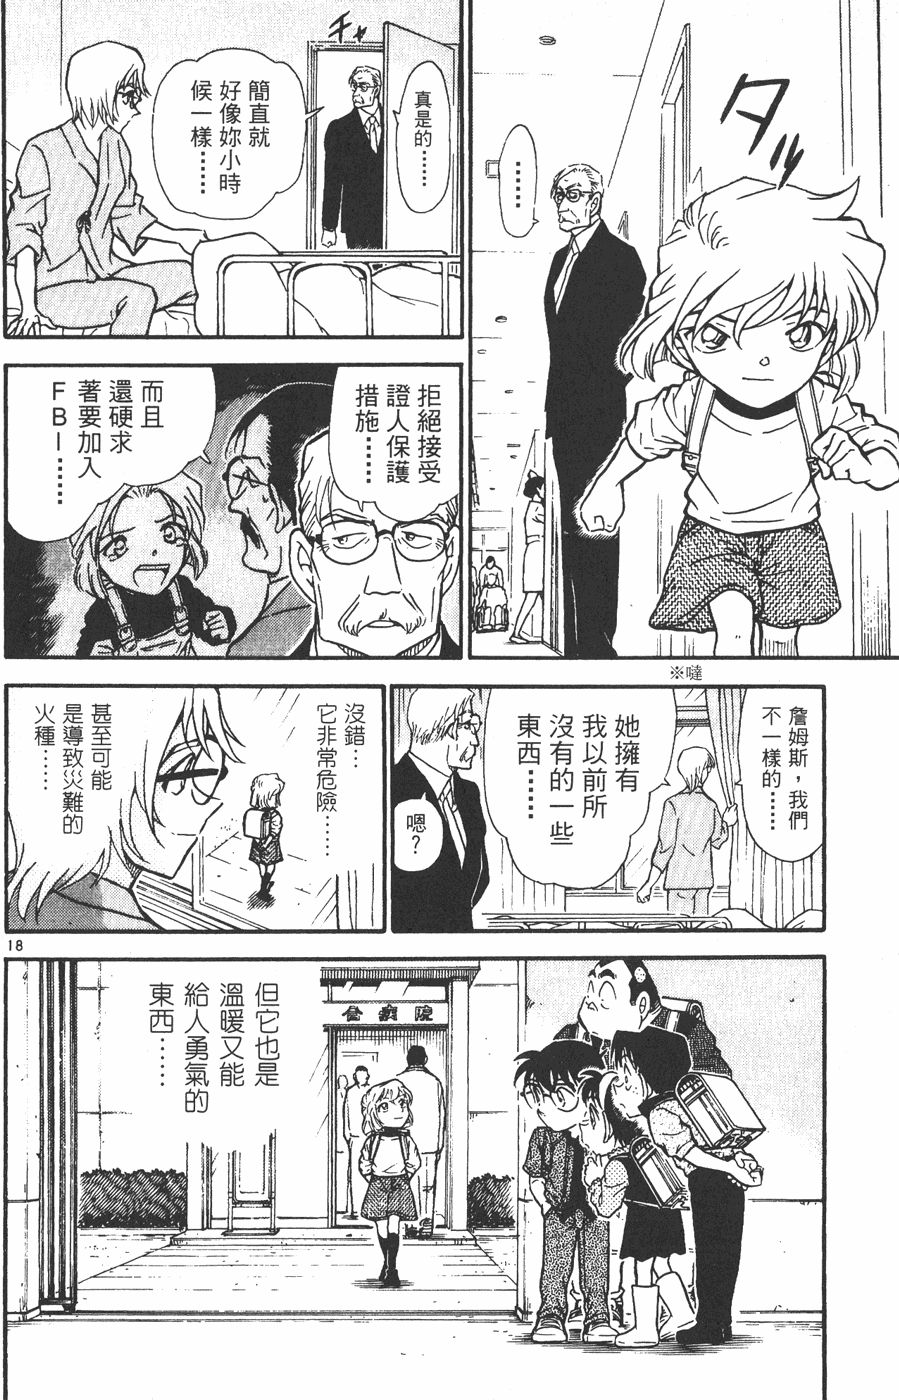 ダッ
………
※噠
チャ
真是的……
簡直就
好像妳小時
候一樣……
拒絕接受
證人保護
措施……
而且
還硬求
著要加入
FBI……
詹姆斯，我們
不一樣的……
她擁有
我以前所
沒有的一些
東西……
嗯？
沒錯…
它非常危險……
甚至可能
是導致災難的
火種……
18
但它也是
溫暖又能
給人勇氣的
東西……